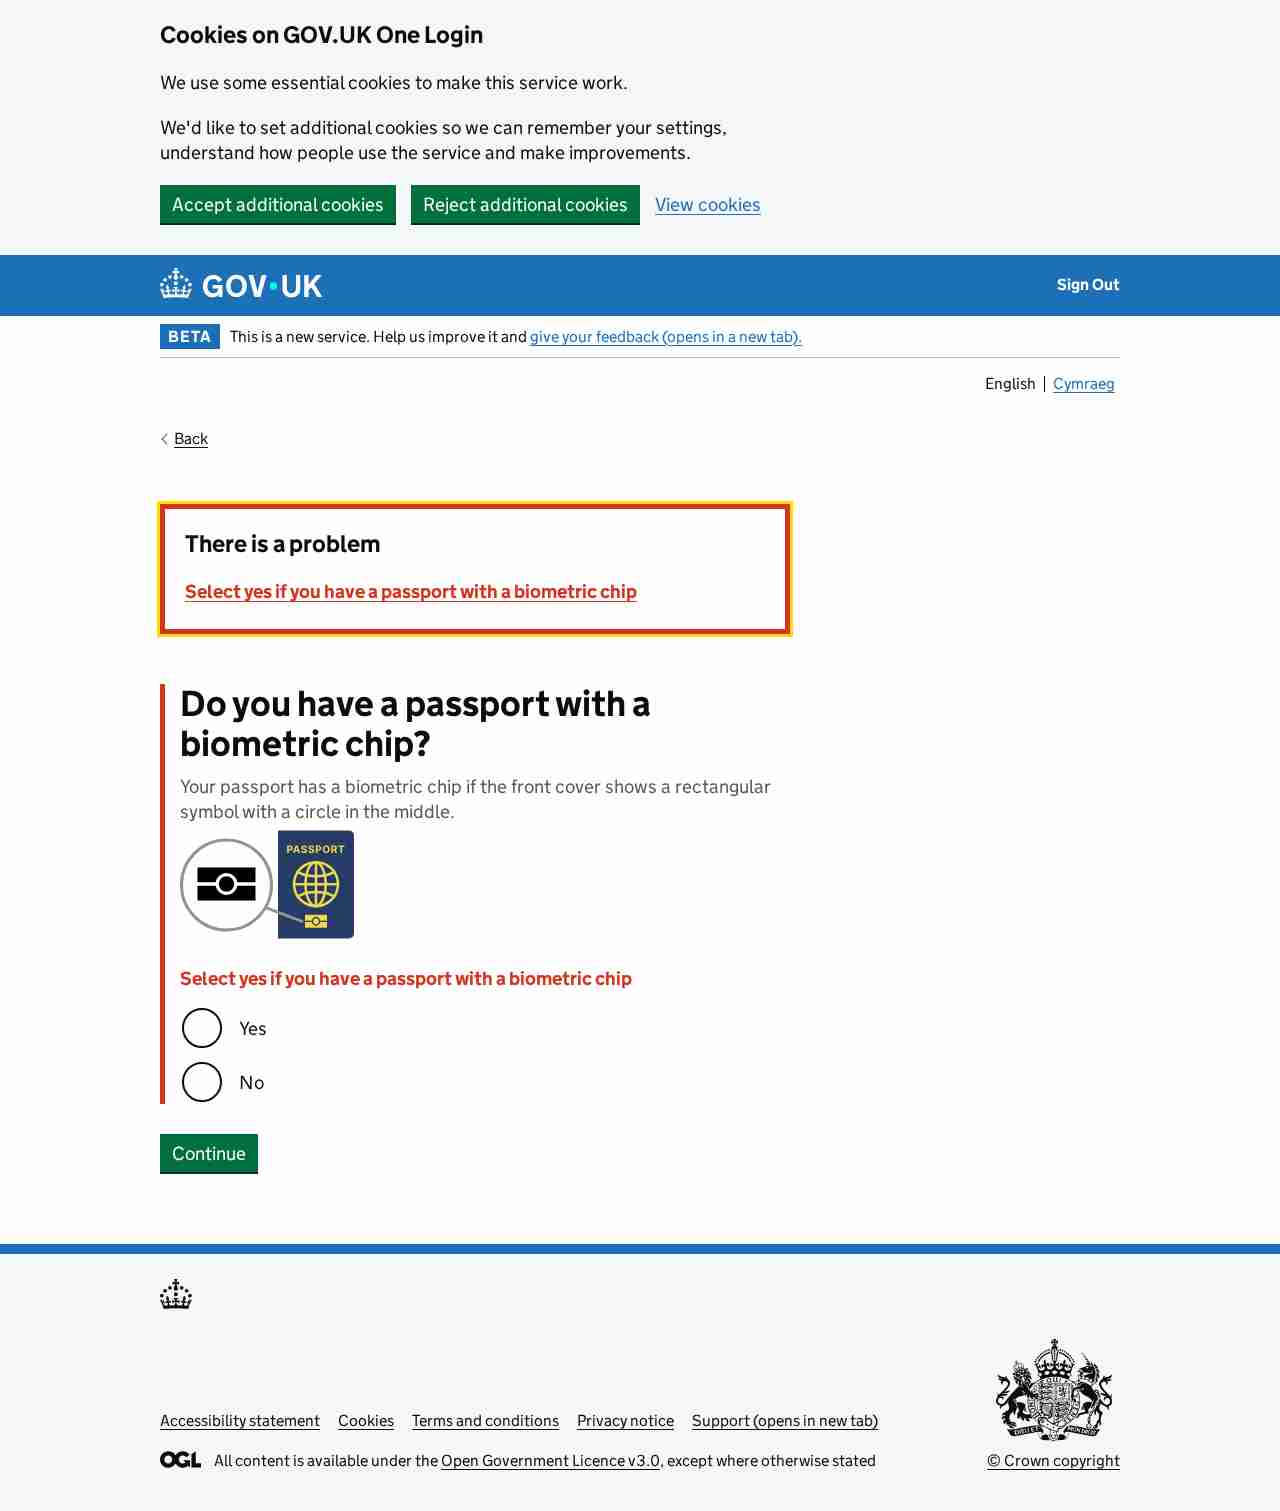 Cookies on GOV.UK One Login
We use some essential cookies to make this service work.
We'd like to set additional cookies so we can remember your settings,
understand how people use the service and make improvements.
Accept additional cookies Reject additional cookies View cookies
GOV·UK Sign Out
BETA This is a new service. Help us improve it and give your feedback (opens in a new tab).
English Cymraeg
Back
There is a problem
Select yes if you have a passport with a biometric chip
Do you have a passport with a
biometric chip?
Your passport has a biometric chip if the front cover shows a rectangular
symbol with a circle in the middle.
PASSPORT
Select yes if you have a passport with a biometric chip
Yes
No
Continue
Accessibility statement Cookies Terms and conditions Privacy notice Support (opens in new tab)
OGL All content is available under the Open Government Licence v3.0, except where otherwise stated
© Crown copyright